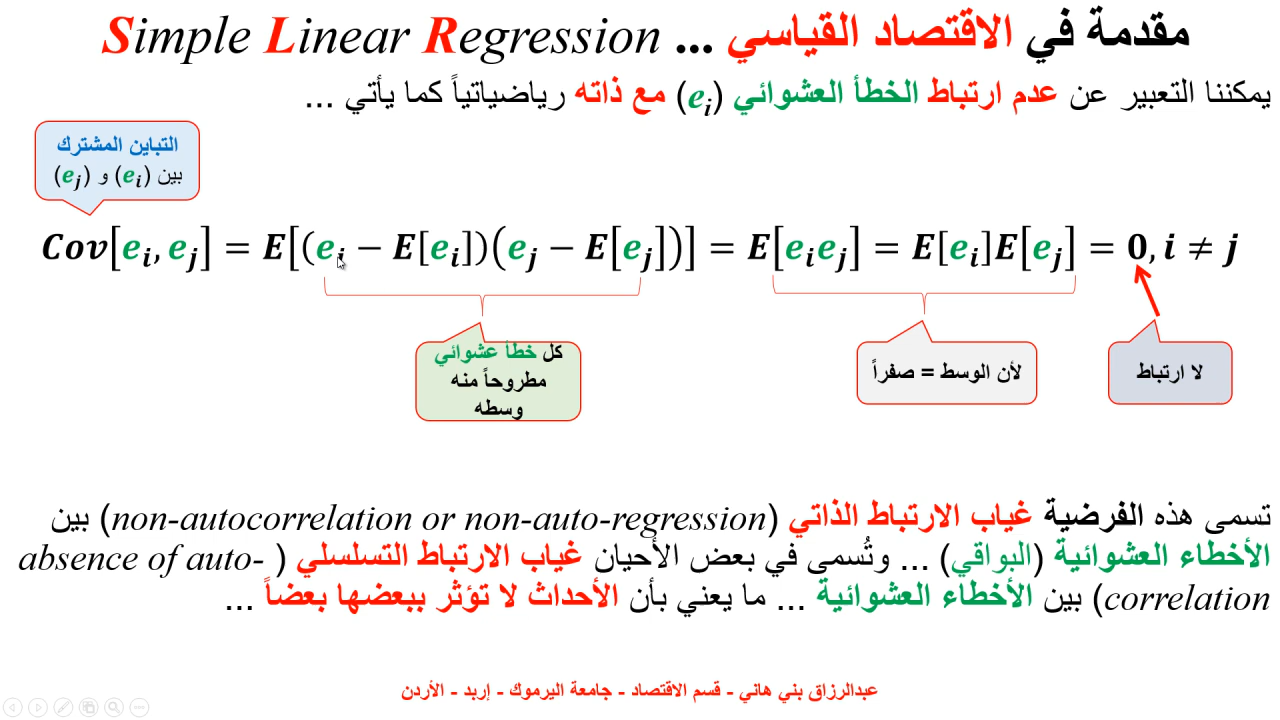 مقدمة في الاقتصاد القياسي ... Simple Linear Regression
يمكننا التعبير عن عدم ارتباط الخطأ العشوائي (eᵢ) مع ذاته رياضياتياً كما يأتي ...
التباين المشترك
بين (eᵢ) و (eⱼ)
Cov[eᵢ, eⱼ] = E[(eᵢ − E[eᵢ])(eⱼ − E[eⱼ])] = E[eᵢeⱼ] = E[eᵢ]E[eⱼ] = 0, i ≠ j
كل خطأ عشوائي
مطروحاً منه
وسطه
لأن الوسط = صفراً
لا ارتباط
تسمى هذه الفرضية غياب الارتباط الذاتي (non-autocorrelation or non-auto-regression) بين
الأخطاء العشوائية (البواقي) ... وتُسمى في بعض الأحيان غياب الارتباط التسلسلي (absence of auto-
correlation) بين الأخطاء العشوائية ... ما يعني بأن الأحداث لا تؤثر ببعضها بعضاً ...
عبدالرزاق بني هاني - قسم الاقتصاد - جامعة اليرموك - إربد - الأردن